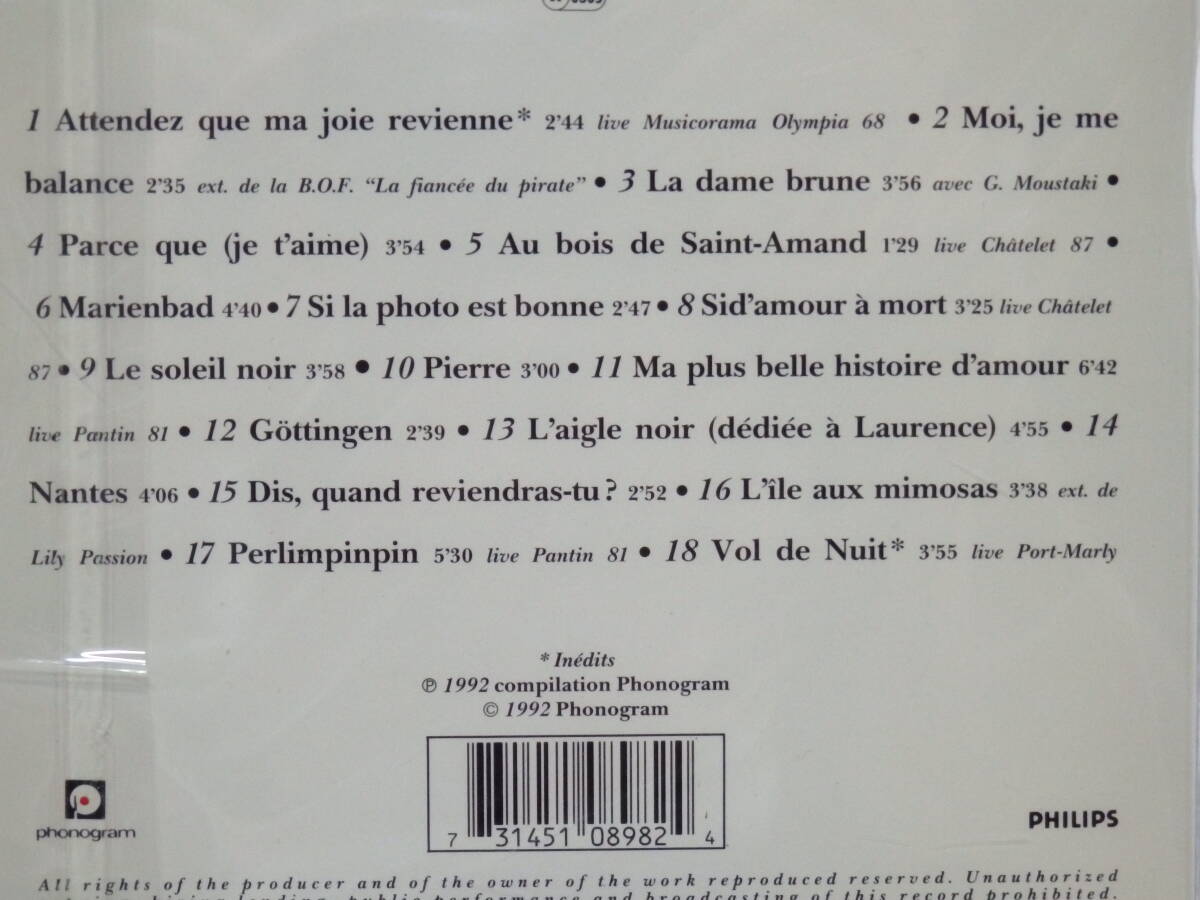 1 Attendez que ma joie revienne* 2'44 live Musicorama Olympia 68 • 2 Moi, je me
balance 2'35 ext. de la B.O.F. “La fiancée du pirate” • 3 La dame brune 3'56 avec G. Moustaki •
4 Parce que (je t'aime) 3'54 • 5 Au bois de Saint-Amand 1'29 live Châtelet 87 •
6 Marienbad 4'40 • 7 Si la photo est bonne 2'47 • 8 Sid'amour à mort 3'25 live Châtelet
87 • 9 Le soleil noir 3'58 • 10 Pierre 3'00 • 11 Ma plus belle histoire d'amour 6'42
live Pantin 81 • 12 Göttingen 2'39 • 13 L'aigle noir (dédiée à Laurence) 4'55 • 14
Nantes 4'06 • 15 Dis, quand reviendras-tu? 2'52 • 16 L'île aux mimosas 3'38 ext. de
Lily Passion • 17 Perlimpinpin 5'30 live Pantin 81 • 18 Vol de Nuit* 3'55 live Port-Marly
* Inédits
℗ 1992 compilation Phonogram
© 1992 Phonogram
7 31451 08982 4
phonogram
PHILIPS
All rights of the producer and of the owner of the work reproduced reserved. Unauthorized
public performance and broadcasting of this record prohibited.